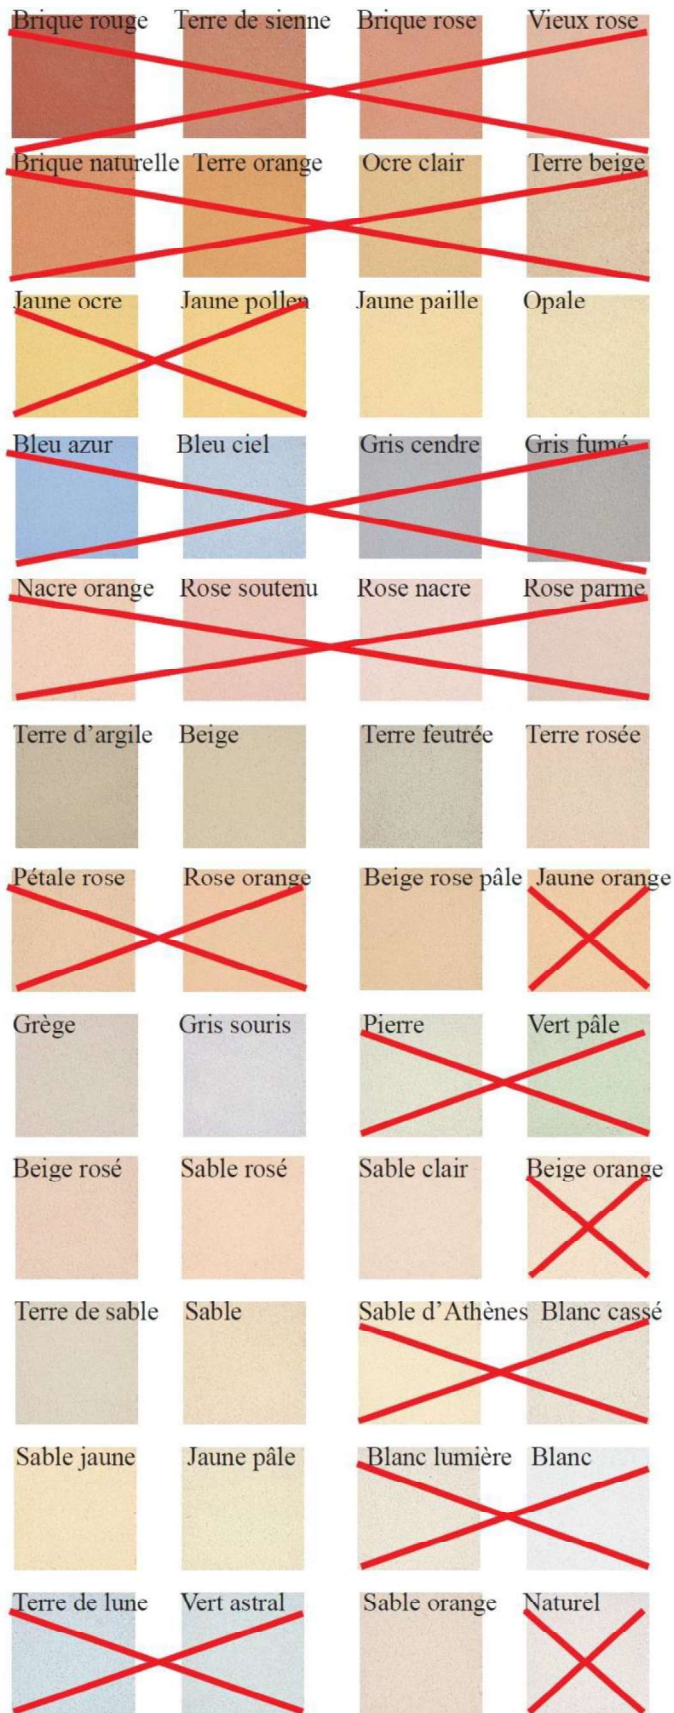 Brique rouge Terre de sienne Brique rose Vieux rose
Brique naturelle Terre orange Ocre clair Terre beige
Jaune ocre Jaune pollen Jaune paille Opale
Bleu azur Bleu ciel Gris cendre Gris fumé
Nacre orange Rose soutenu Rose nacre Rose parme
Terre d'argile Beige Terre feutrée Terre rosée
Pétale rose Rose orange Beige rose pâle Jaune orange
Grège Gris souris Pierre Vert pâle
Beige rosé Sable rosé Sable clair Beige orange
Terre de sable Sable Sable d'Athènes Blanc cassé
Sable jaune Jaune pâle Blanc lumière Blanc
Terre de lune Vert astral Sable orange Naturel